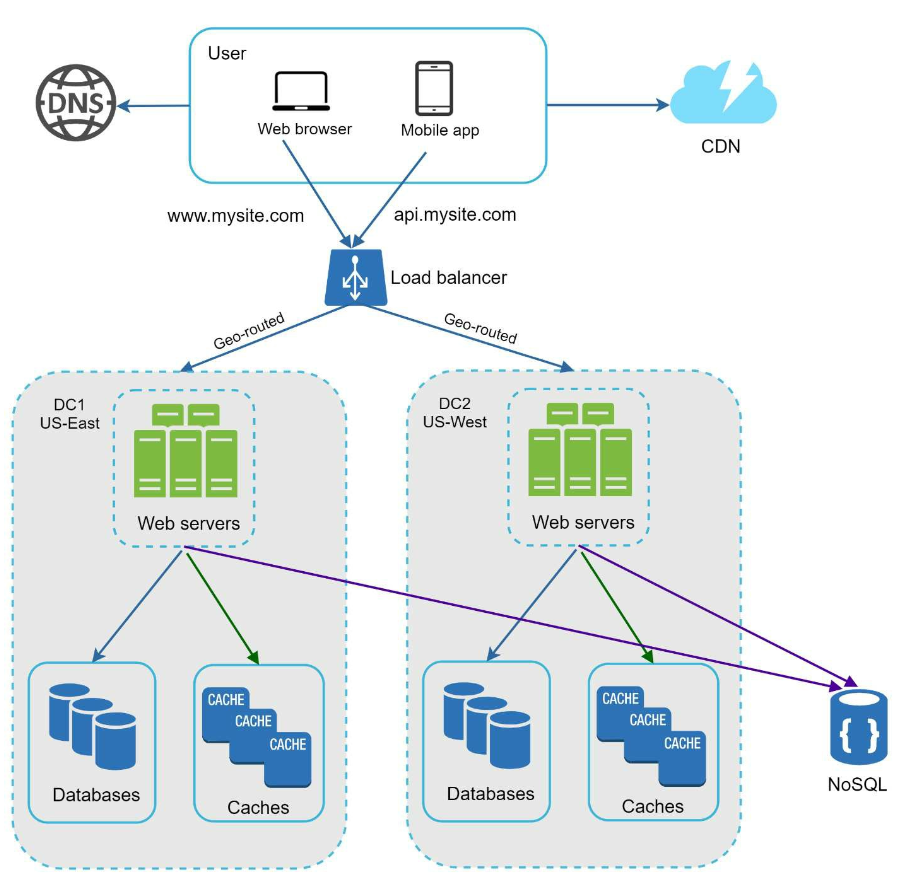 User
DNS
Web browser
Mobile app
CDN
www.mysite.com
api.mysite.com
Load balancer
Geo-routed
Geo-routed
DC1
US-East
DC2
US-West
Web servers
Web servers
CACHE
CACHE
CACHE
CACHE
CACHE
CACHE
{ }
Databases
Caches
Databases
Caches
NoSQL